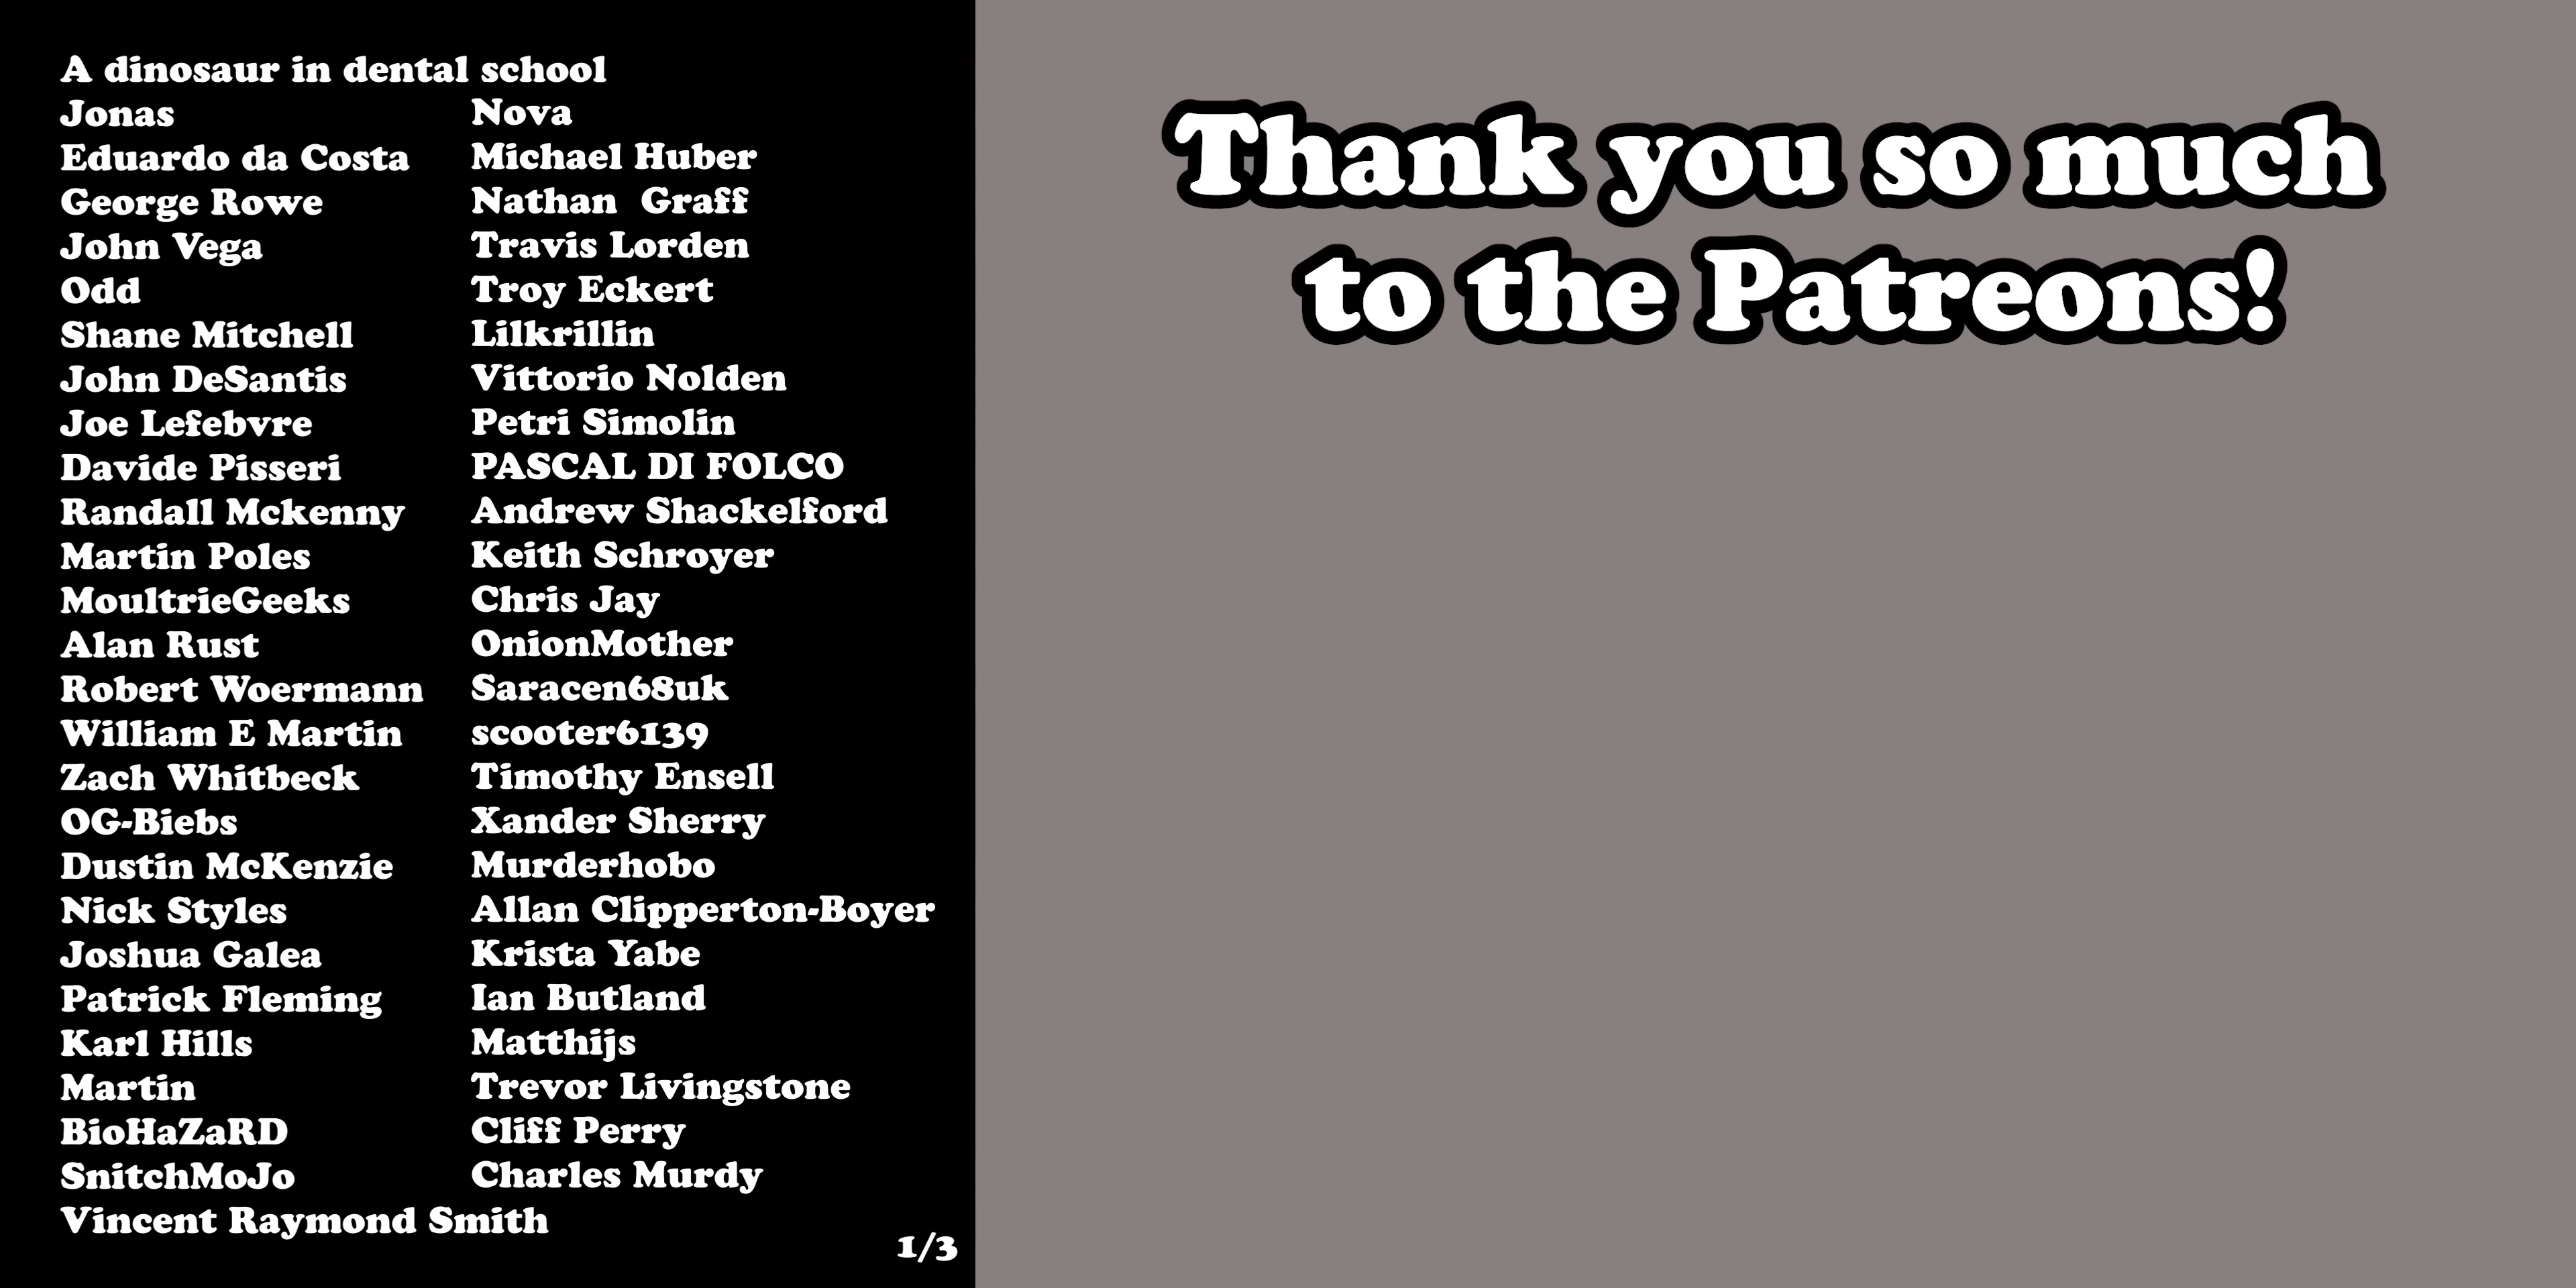 A dinosaur in dental school
Jonas
Eduardo da Costa
George Rowe
John Vega
Odd
Shane Mitchell
John DeSantis
Joe Lefebvre
Davide Pisseri
Randall Mckenny
Martin Poles
MoultrieGeeks
Alan Rust
Robert Woermann
William E Martin
Zach Whitbeck
OG-Biebs
Dustin McKenzie
Nick Styles
Joshua Galea
Patrick Fleming
Karl Hills
Martin
BioHaZaRD
SnitchMoJo
Vincent Raymond Smith
Nova
Michael Huber
Nathan  Graff
Travis Lorden
Troy Eckert
Lilkrillin
Vittorio Nolden
Petri Simolin
PASCAL DI FOLCO
Andrew Shackelford
Keith Schroyer
Chris Jay
OnionMother
Saracen68uk
scooter6139
Timothy Ensell
Xander Sherry
Murderhobo
Allan Clipperton-Boyer
Krista Yabe
Ian Butland
Matthijs
Trevor Livingstone
Cliff Perry
Charles Murdy
1/3
Thank you so much
to the Patreons!